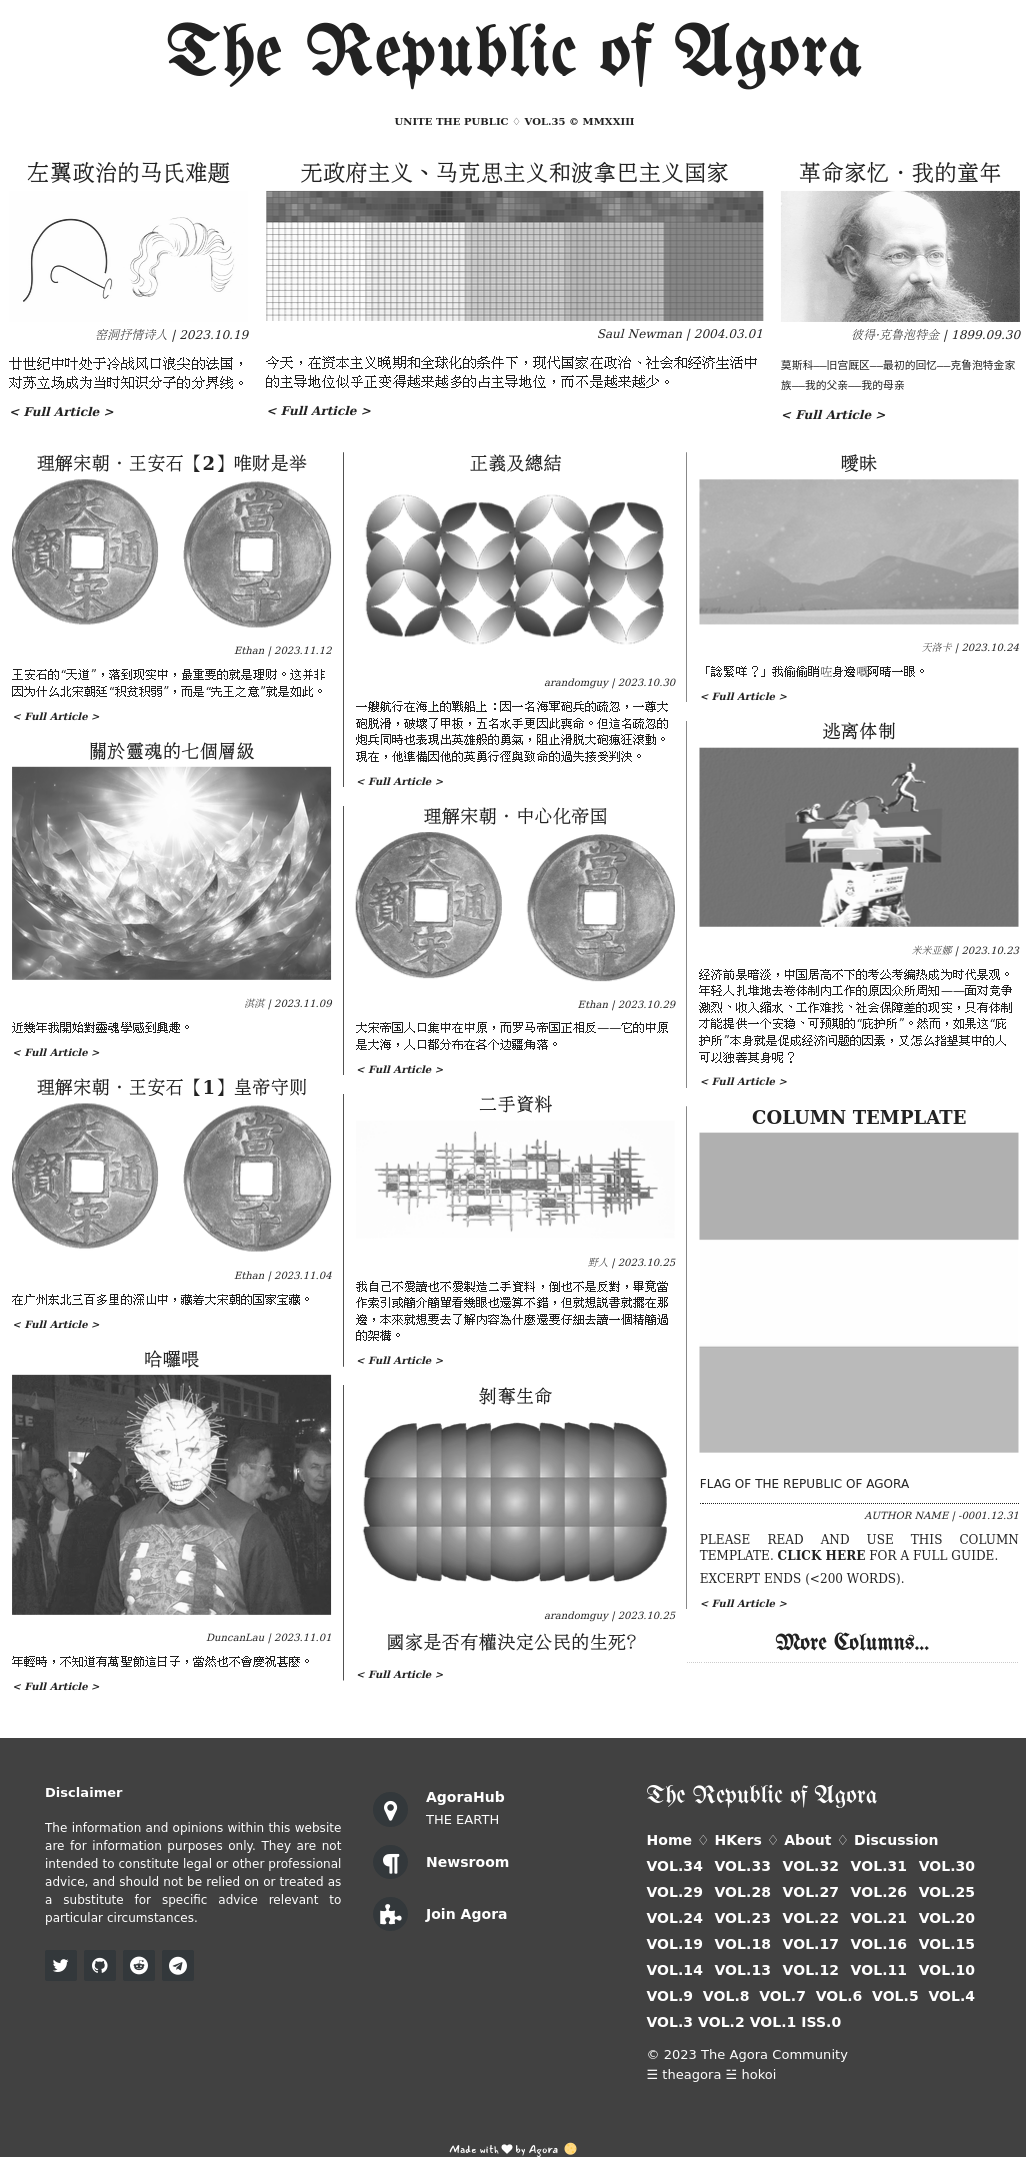 The Republic of Agora
UNITE THE PUBLIC ♢ VOL.35 © MMXXIII
左翼政治的马氏难题
窑洞抒情诗人 | 2023.10.19
廿世纪中叶处于冷战风口浪尖的法国，
对苏立场成为当时知识分子的分界线。
< Full Article >
无政府主义、马克思主义和波拿巴主义国家
Saul Newman | 2004.03.01
今天，在资本主义晚期和全球化的条件下，现代国家在政治、社会和经济生活中
的主导地位似乎正变得越来越多的占主导地位，而不是越来越少。
< Full Article >
革命家忆·我的童年
彼得·克鲁泡特金 | 1899.09.30
莫斯科──旧宫厩区──最初的回忆──克鲁泡特金家
族──我的父亲──我的母亲
< Full Article >
理解宋朝·王安石【2】唯财是举
Ethan | 2023.11.12
王安石的“天道”，落到现实中，最重要的就是理财。这并非
因为什么北宋朝廷“积贫积弱”，而是“先王之意”就是如此。
< Full Article >
關於靈魂的七個層級
淇淇 | 2023.11.09
近幾年我開始對靈魂學感到興趣。
< Full Article >
理解宋朝·王安石【1】皇帝守则
Ethan | 2023.11.04
在广州东北三百多里的深山中，藏着大宋朝的国家宝藏。
< Full Article >
哈囉喂
DuncanLau | 2023.11.01
年輕時，不知道有萬聖節這日子，當然也不會慶祝甚麼。
< Full Article >
正義及總結
arandomguy | 2023.10.30
一艘航行在海上的戰船上：因一名海軍砲兵的疏忽，一尊大
砲脱滑，破壞了甲板，五名水手更因此喪命。但這名疏忽的
炮兵同時也表現出英雄般的勇氣，阻止滑脱大砲瘋狂滾動。
現在，他準備因他的英勇行徑與致命的過失接受判決。
< Full Article >
理解宋朝·中心化帝国
Ethan | 2023.10.29
大宋帝国人口集中在中原，而罗马帝国正相反——它的中原
是大海，人口都分布在各个边疆角落。
< Full Article >
二手資料
野人 | 2023.10.25
我自己不愛讀也不愛製造二手資料，倒也不是反對，畢竟當
作索引或簡介簡單看幾眼也還算不錯，但就想説書就擺在那
邊，本來就想要去了解内容為什麼還要仔細去讀一個精簡過
的架構。
< Full Article >
剝奪生命
arandomguy | 2023.10.25
國家是否有權決定公民的生死?
< Full Article >
曖昧
天洛卡 | 2023.10.24
「諗緊咩？」我偷偷哨咗身邊嘅阿晴一眼。
< Full Article >
逃离体制
米米亚娜 | 2023.10.23
经济前景暗淡，中国居高不下的考公考编热成为时代景观。
年轻人扎堆地去卷体制内工作的原因众所周知——面对竞争
激烈、收入缩水、工作难找、社会保障差的现实，只有体制
才能提供一个安稳、可预期的“庇护所”。然而，如果这“庇
护所”本身就是促成经济问题的因素，又怎么指望其中的人
可以独善其身呢？
< Full Article >
COLUMN TEMPLATE
FLAG OF THE REPUBLIC OF AGORA
AUTHOR NAME | -0001.12.31
PLEASE READ AND USE THIS COLUMN
TEMPLATE. CLICK HERE FOR A FULL GUIDE.
EXCERPT ENDS (<200 WORDS).
< Full Article >
More Columns...
Disclaimer
The information and opinions within this website
are for information purposes only. They are not
intended to constitute legal or other professional
advice, and should not be relied on or treated as
a substitute for specific advice relevant to
particular circumstances.
AgoraHub
THE EARTH
Newsroom
Join Agora
The Republic of Agora
Home ♢ HKers ♢ About ♢ Discussion
VOL.34 VOL.33 VOL.32 VOL.31 VOL.30
VOL.29 VOL.28 VOL.27 VOL.26 VOL.25
VOL.24 VOL.23 VOL.22 VOL.21 VOL.20
VOL.19 VOL.18 VOL.17 VOL.16 VOL.15
VOL.14 VOL.13 VOL.12 VOL.11 VOL.10
VOL.9 VOL.8 VOL.7 VOL.6 VOL.5 VOL.4
VOL.3 VOL.2 VOL.1 ISS.0
© 2023 The Agora Community
☰ theagora ☱ hokoi
Made with ♥ by Agora